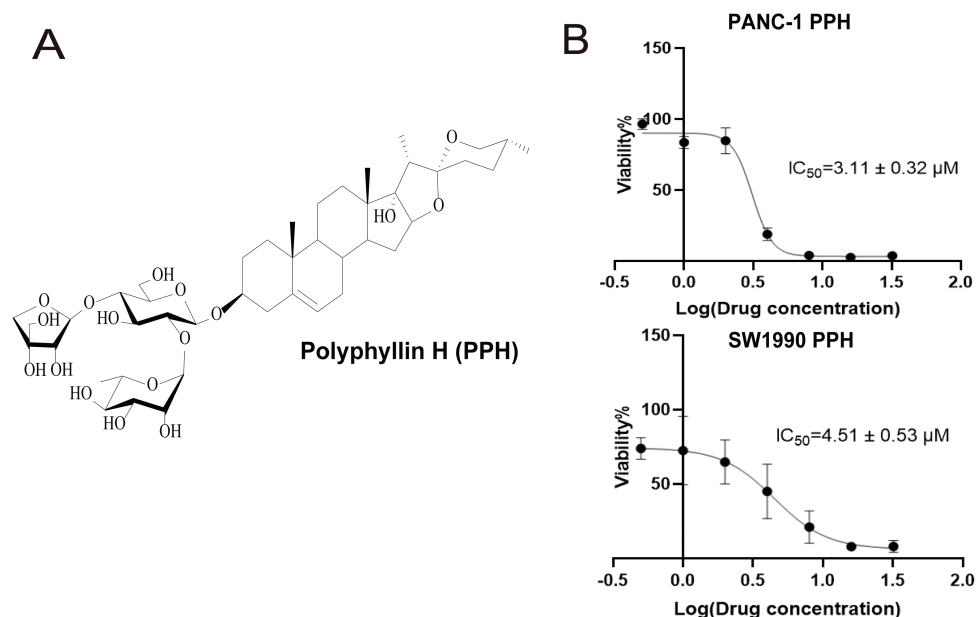 A
B
PANC-1 PPH
150
100
50
Viability%
IC50=3.11 ± 0.32 μM
-0.5 0.0 0.5 1.0 1.5 2.0
Log(Drug concentration)
O
HO
O
OH
O
O
O
HO
O
O
OH
OH OH
O
HO
HO
OH
Polyphyllin H (PPH)
SW1990 PPH
150
100
50
Viability%
IC50=4.51 ± 0.53 μM
-0.5 0.0 0.5 1.0 1.5 2.0
Log(Drug concentration)